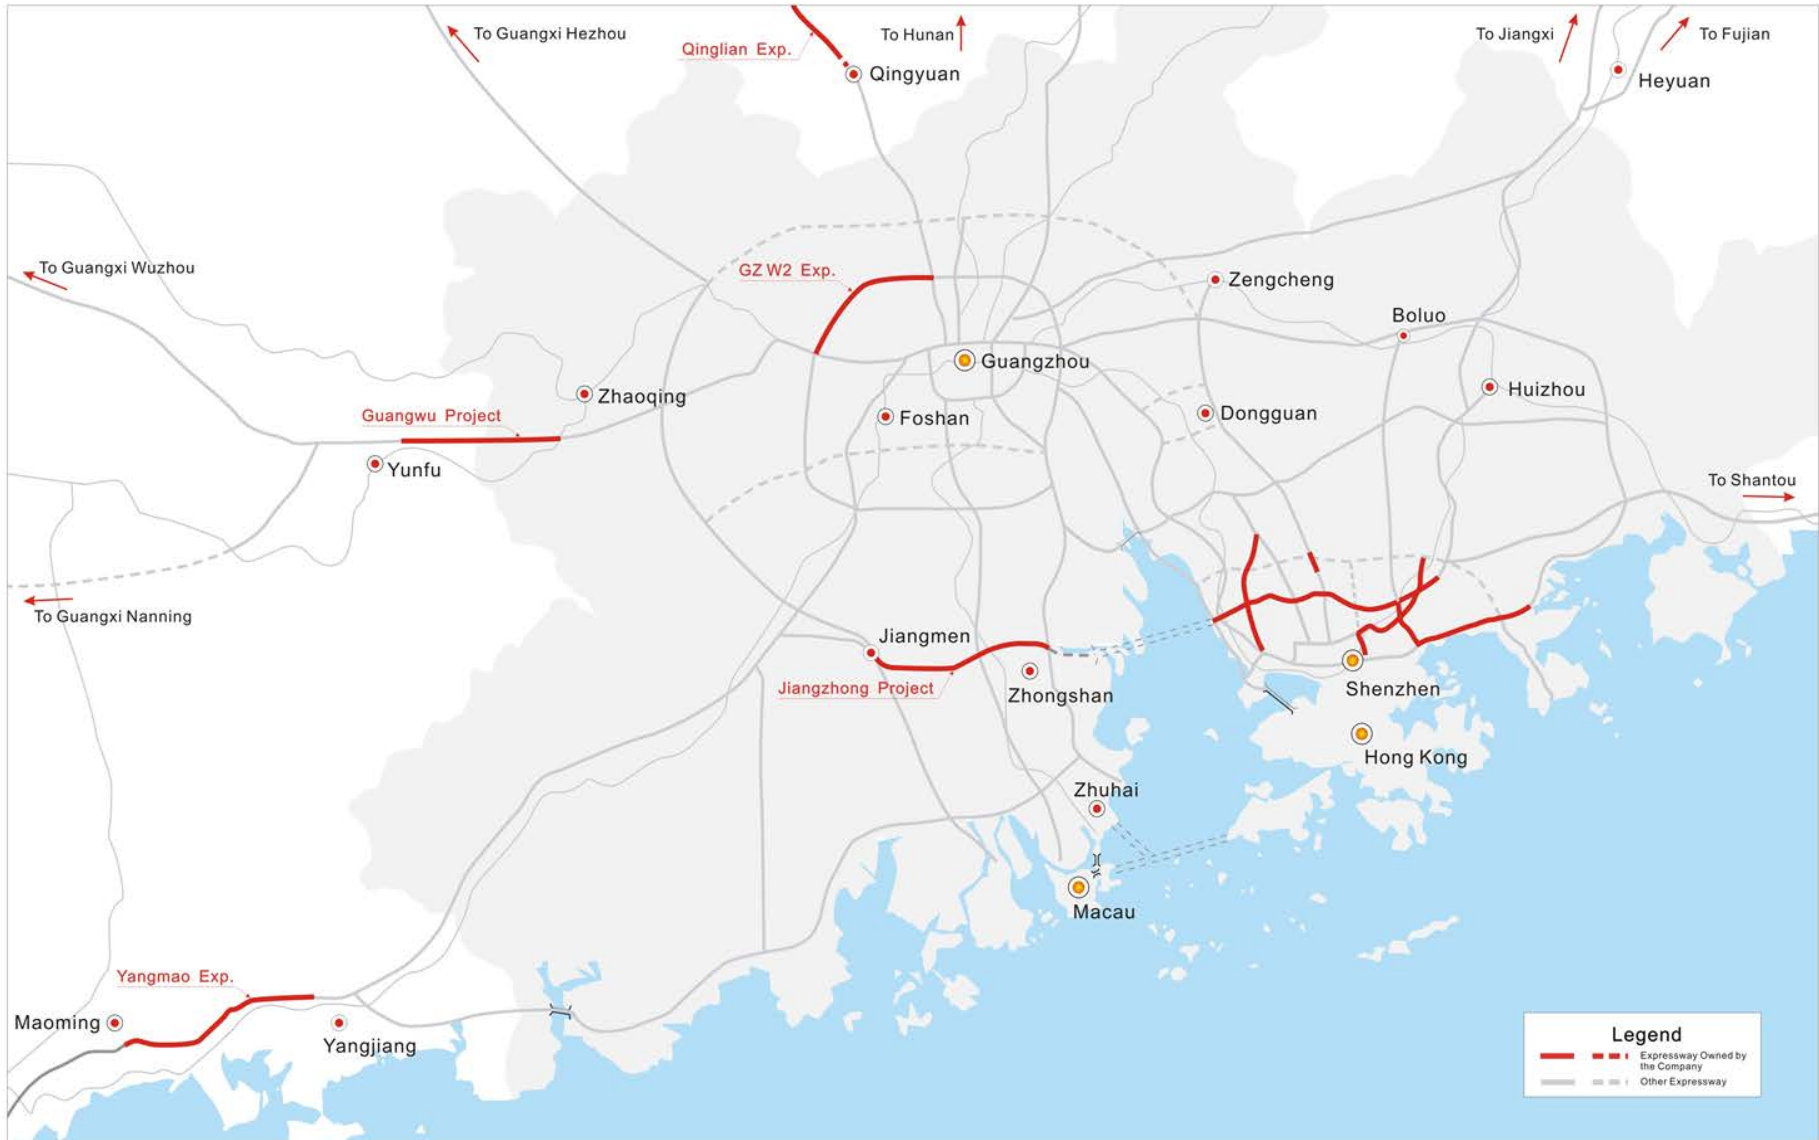 To Guangxi Hezhou
Qinglian Exp.
To Hunan
To Jiangxi
To Fujian
Qingyuan
Heyuan
To Guangxi Wuzhou
GZ W2 Exp.
Zengcheng
Boluo
Guangzhou
Zhaoqing
Huizhou
Guangwu Project
Foshan
Dongguan
Yunfu
To Shantou
To Guangxi Nanning
Jiangmen
Jiangzhong Project
Zhongshan
Shenzhen
Hong Kong
Zhuhai
Macau
Yangmao Exp.
Maoming
Yangjiang
Legend
Expressway Owned by
the Company
Other Expressway